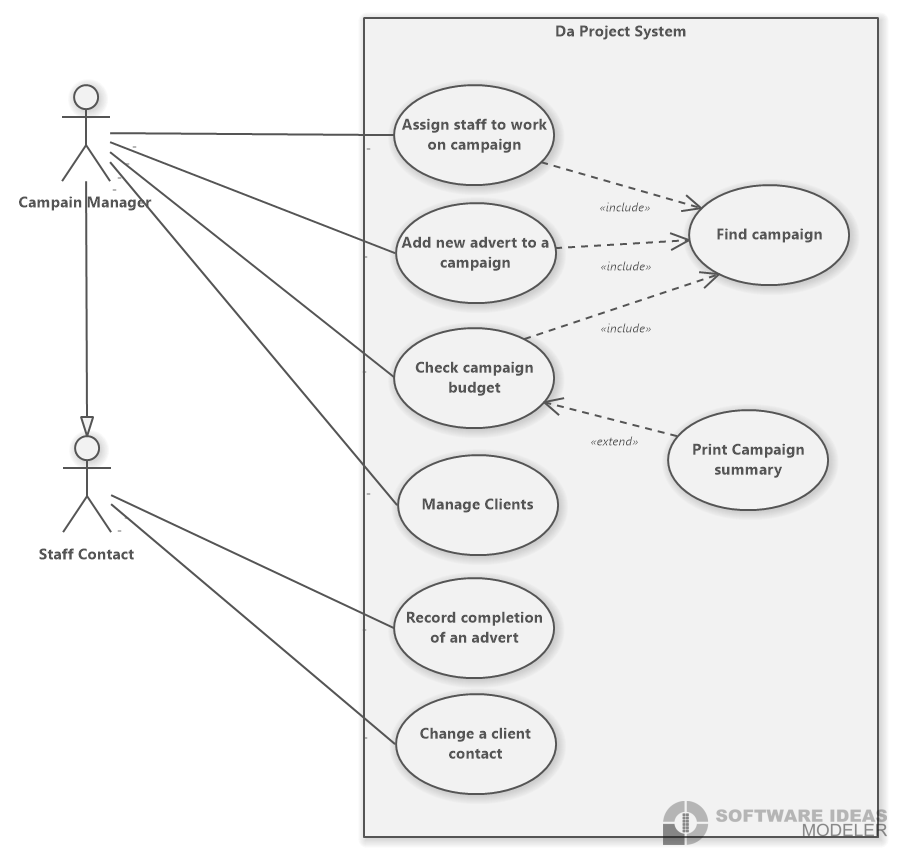 Da Project System
Assign staff to work
on campaign
Campain Manager
«include»
Find campaign
Add new advert to a
campaign
«include»
«include»
Check campaign
budget
«extend»
Print Campaign
summary
Manage Clients
Staff Contact
Record completion
of an advert
Change a client
contact
SOFTWARE IDEAS
MODELER